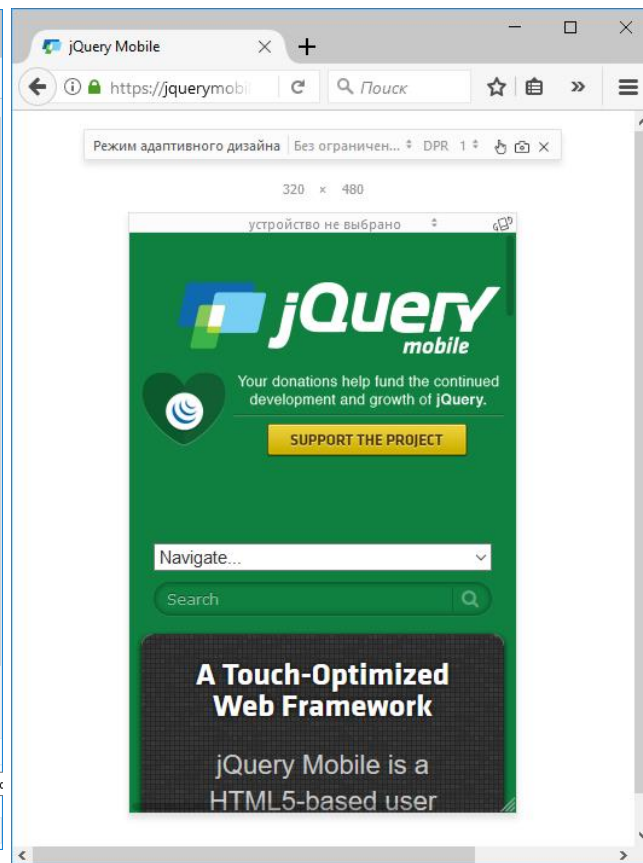 jQuery Mobile
https://jquerymobi
Поиск
Режим адаптивного дизайна
Без ограничен...
DPR 1
320 × 480
устройство не выбрано
jQuery
mobile
Your donations help fund the continued
development and growth of jQuery.
SUPPORT THE PROJECT
Navigate...
Search
A Touch-Optimized
Web Framework
jQuery Mobile is a
HTML5-based user